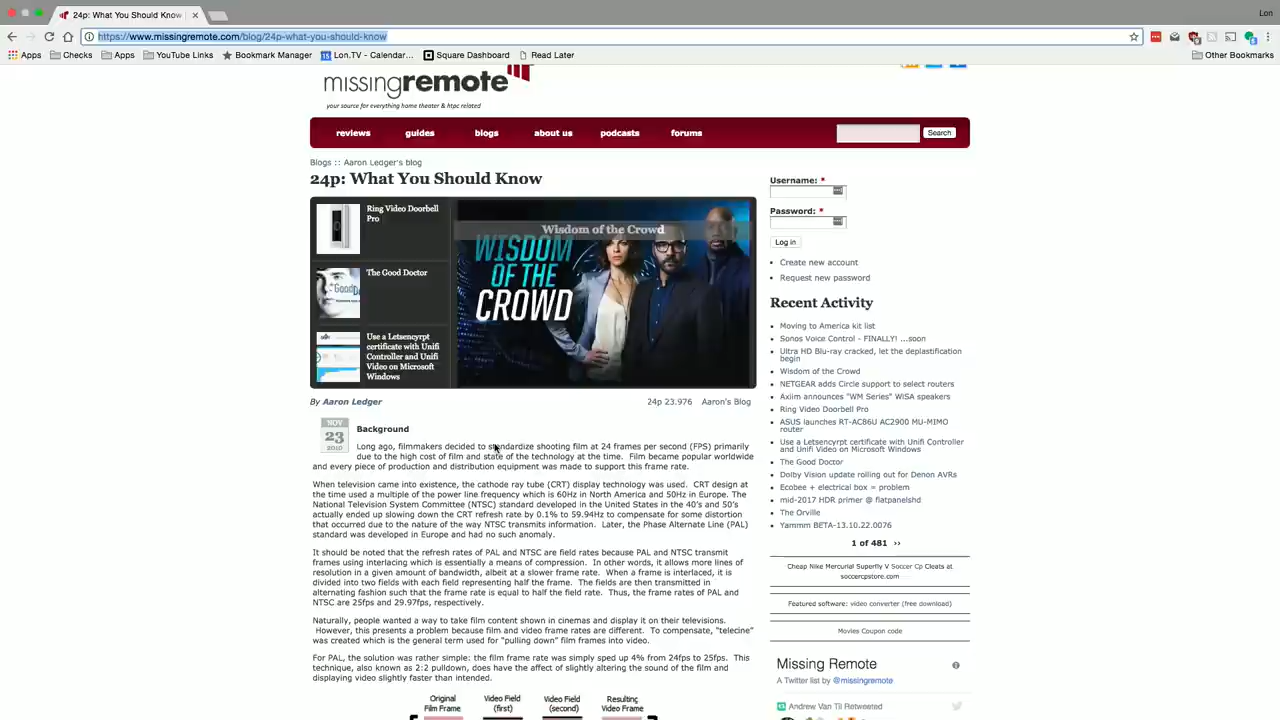 24p: What You Should Know
Lon
https://www.missingremote.com/blog/24p-what-you-should-know
Apps
Checks
Apps
YouTube Links
Bookmark Manager
Lon.TV - Calendar...
Square Dashboard
Read Later
Other Bookmarks
missingremote
your source for everything home theater & htpc related
reviews
guides
blogs
about us
podcasts
forums
Search
Blogs :: Aaron Ledger's blog
24p: What You Should Know
Ring Video Doorbell
Pro
The Good Doctor
Use a Letsencyrpt
certificate with Unifi
Controller and Unifi
Video on Microsoft
Windows
Wisdom of the Crowd
WISDOM
OF THE
CROWD
By Aaron Ledger
24p 23.976
Aaron's Blog
NOV
23
2010
Background
Long ago, filmmakers decided to standardize shooting film at 24 frames per second (FPS) primarily
due to the high cost of film and state of the technology at the time. Film became popular worldwide
and every piece of production and distribution equipment was made to support this frame rate.
When television came into existence, the cathode ray tube (CRT) display technology was used. CRT design at
the time used a multiple of the power line frequency which is 60Hz in North America and 50Hz in Europe. The
National Television System Committee (NTSC) standard developed in the United States in the 40's and 50's
actually ended up slowing down the CRT refresh rate by 0.1% to 59.94Hz to compensate for some distortion
that occurred due to the nature of the way NTSC transmits information. Later, the Phase Alternate Line (PAL)
standard was developed in Europe and had no such anomaly.
It should be noted that the refresh rates of PAL and NTSC are field rates because PAL and NTSC transmit
frames using interlacing which is essentially a means of compression. In other words, it allows more lines of
resolution in a given amount of bandwidth, albeit at a slower frame rate. When a frame is interlaced, it is
divided into two fields with each field representing half the frame. The fields are then transmitted in
alternating fashion such that the frame rate is equal to half the field rate. Thus, the frame rates of PAL and
NTSC are 25fps and 29.97fps, respectively.
Naturally, people wanted a way to take film content shown in cinemas and display it on their televisions.
However, this presents a problem because film and video frame rates are different. To compensate, "telecine"
was created which is the general term used for "pulling down" film frames into video.
For PAL, the solution was rather simple: the film frame rate was simply sped up 4% from 24fps to 25fps. This
technique, also known as 2:2 pulldown, does have the affect of slightly altering the sound of the film and
displaying video slightly faster than intended.
Original
Film Frame
Video Field
(first)
Video Field
(second)
Resulting
Video Frame
Username: *
Password: *
Log in
Create new account
Request new password
Recent Activity
Moving to America kit list
Sonos Voice Control - FINALLY! ...soon
Ultra HD Blu-ray cracked, let the deplastification
begin
Wisdom of the Crowd
NETGEAR adds Circle support to select routers
Axiim announces "WM Series" WiSA speakers
Ring Video Doorbell Pro
ASUS launches RT-AC86U AC2900 MU-MIMO
router
Use a Letsencyrpt certificate with Unifi Controller
and Unifi Video on Microsoft Windows
The Good Doctor
Dolby Vision update rolling out for Denon AVRs
Ecobee + electrical box = problem
mid-2017 HDR primer @ flatpanelshd
The Orville
Yammm BETA-13.10.22.0076
1 of 481 ››
Cheap Nike Mercurial Superfly V Soccer Cp Cleats at
soccercpstore.com
Featured software: video converter (free download)
Movies Coupon code
Missing Remote
A Twitter list by @missingremote
Andrew Van Til Retweeted